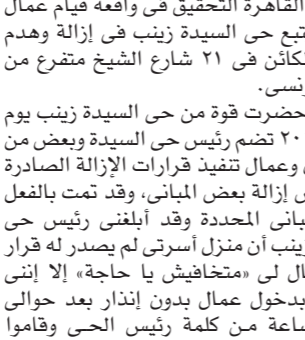 القاهرة التحقيق فى واقعة قيام عمال
تبع حى السيدة زينب فى إزالة وهدم
كائن فى ٢١ شارع الشيخ متفرع من
نسى.
حضرت قوة من حى السيدة زينب يوم
٢٠ تضم رئيس حى السيدة وبعض من
وعمال تنفيذ قرارات الإزالة الصادرة
إزالة بعض المبانى، وقد تمت بالفعل
بانى المحددة وقد أبلغنى رئيس حى
ينب أن منزل أسرتى لم يصدر له قرار
ال لى «متخافيش يا حاجة» إلا إننى
بدخول عمال بدون إنذار بعد حوالى
ساعة من كلمة رئيس الحى وقاموا